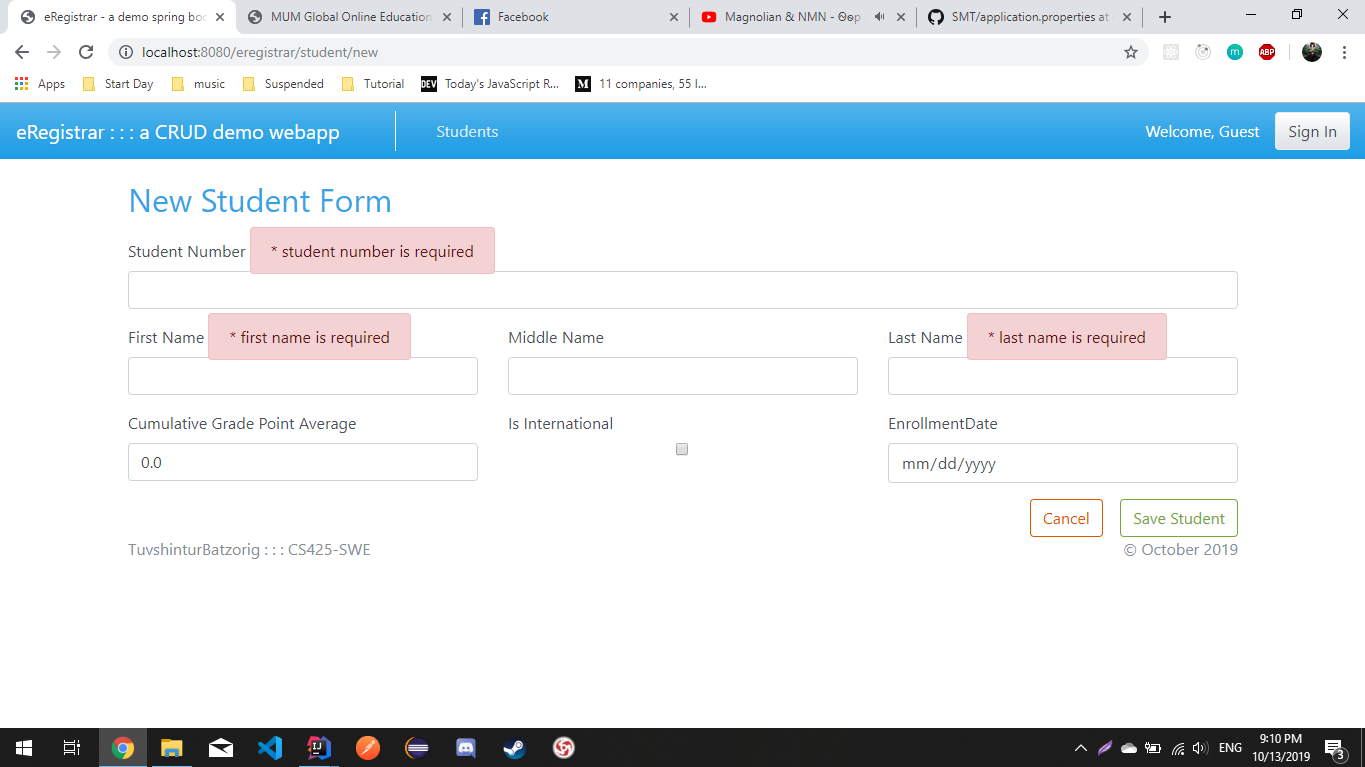 eRegistrar - a demo spring boo
MUM Global Online Education
Facebook
Magnolian & NMN -
SMT/application.properties at
localhost:8080/eregistrar/student/new
ABP
Apps
Start Day
music
Suspended
Tutorial
DEV Today's JavaScript R...
M 11 companies, 55 l...
eRegistrar : : : a CRUD demo webapp
Students
Welcome, Guest
Sign In
New Student Form
Student Number * student number is required
First Name * first name is required
Middle Name
Last Name * last name is required
Cumulative Grade Point Average
Is International
EnrollmentDate
0.0
mm/dd/yyyy
Cancel
Save Student
TuvshinturBatzorig : : : CS425-SWE
© October 2019
ENG
9:10 PM
10/13/2019
3